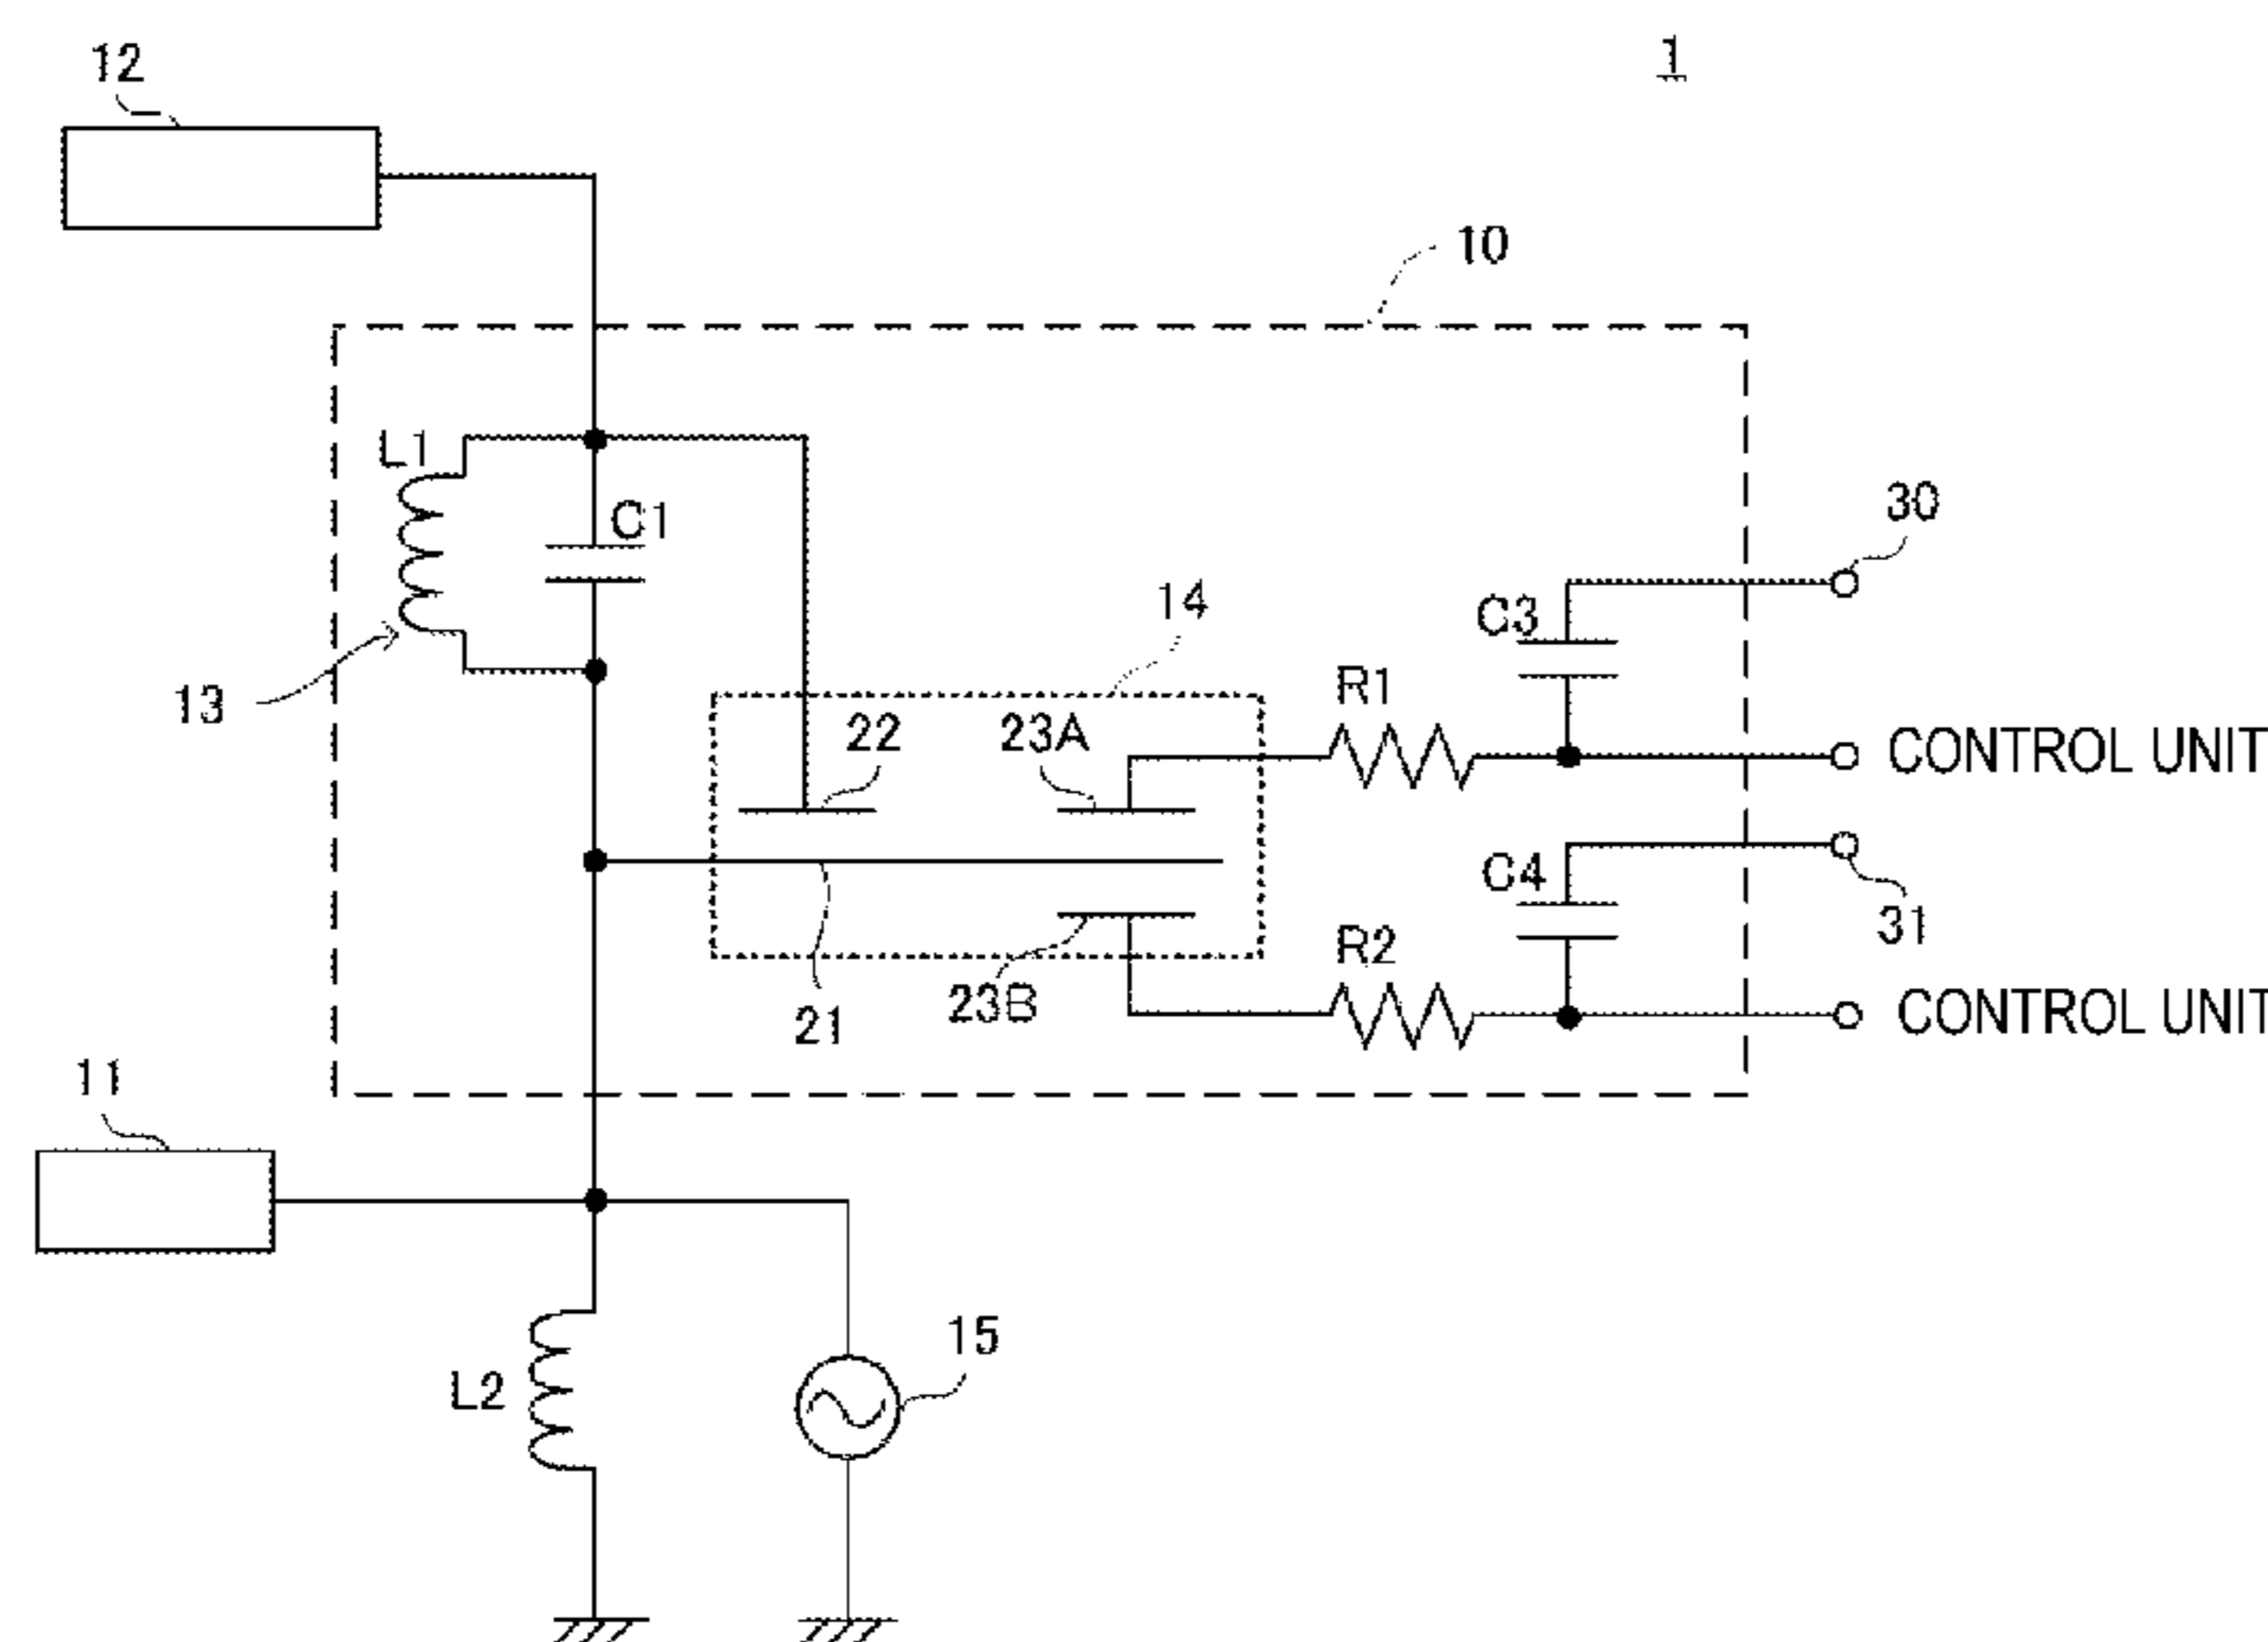 12
1
10
L1
C1
30
14
C3
13
R1
22
23A
CONTROL UNIT
C4
31
R2
23B
21
CONTROL UNIT
11
15
L2